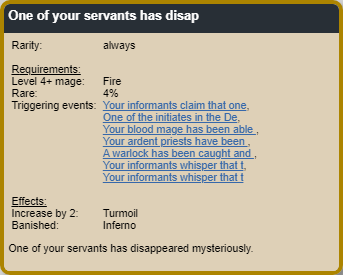 One of your servants has disap
Rarity: always
Requirements:
Level 4+ mage: Fire
Rare: 4%
Triggering events: Your informants claim that one,
One of the initiates in the De,
Your blood mage has been able ,
Your ardent priests have been ,
A warlock has been caught and ,
Your informants whisper that t,
Your informants whisper that t
Effects:
Increase by 2: Turmoil
Banished: Inferno
One of your servants has disappeared mysteriously.